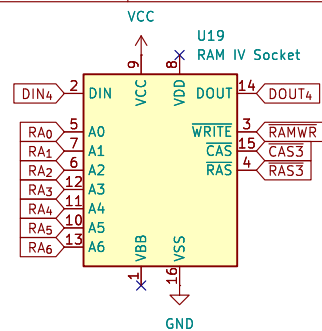 VCC
U19
RAM IV Socket
9
8
DIN4 2 DIN VCC VDD DOUT 14 DOUT4
RA0 5 A0 WRITE 3 RAMWR
RA1 7 A1 CAS 15 CAS3
RA2 6 A2 RAS 4 RAS3
RA3 12 A3
RA4 11 A4
RA5 10 A5
RA6 13 A6
VBB VSS
1 16
GND